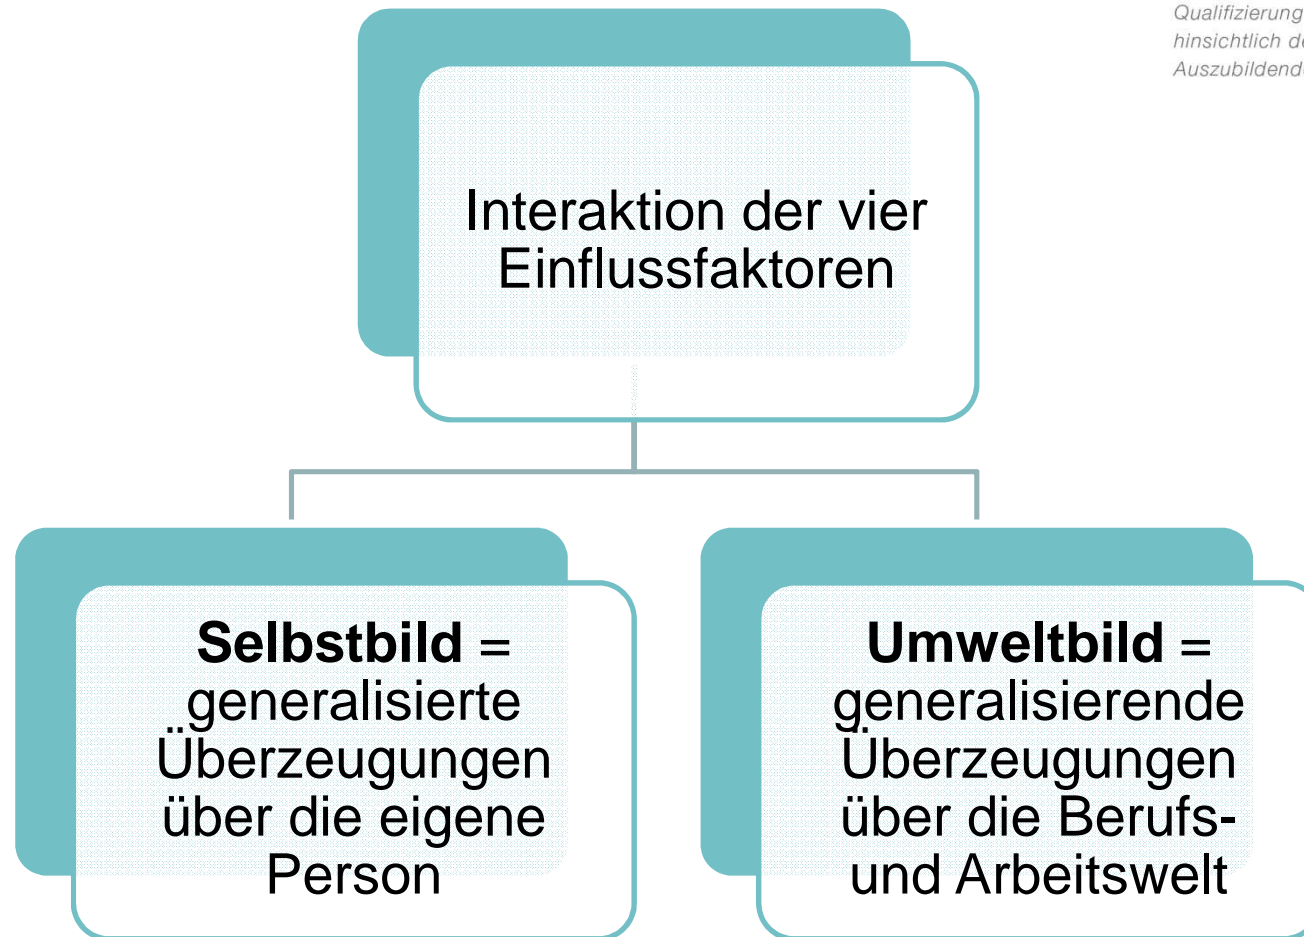 Qualifizierung
hinsichtlich
Interaktion der vier
Einflussfaktoren
Selbstbild =
generalisierte
Überzeugungen
über die eigene
Person
Umweltbild =
generalisierende
Überzeugungen
über die Berufs-
und Arbeitswelt